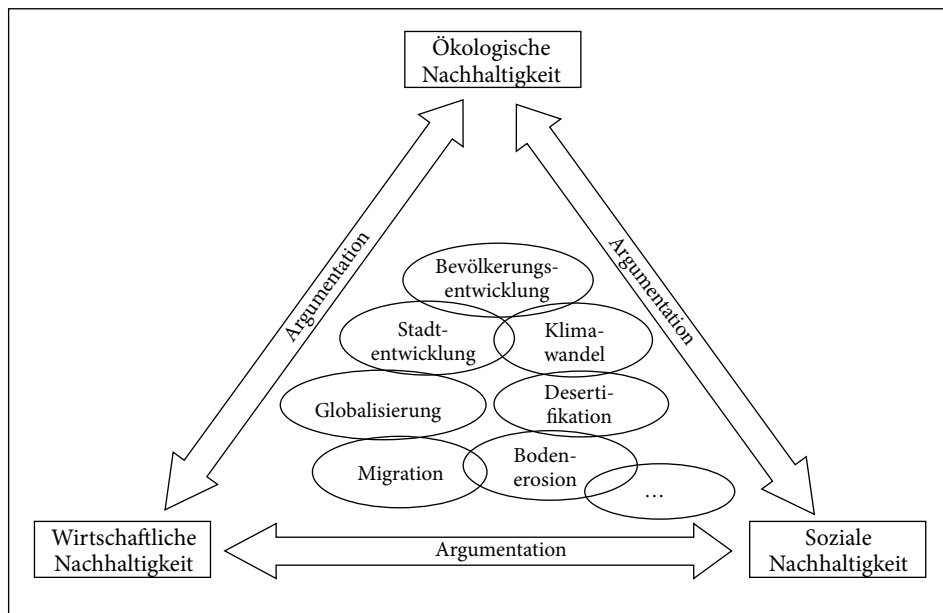 Ökologische
Nachhaltigkeit
Argumentation
Argumentation
Bevölkerungs-
entwicklung
Stadt-
entwicklung
Klima-
wandel
Globalisierung
Deserti-
fikation
Migration
Boden-
erosion
…
Wirtschaftliche
Nachhaltigkeit
Argumentation
Soziale
Nachhaltigkeit